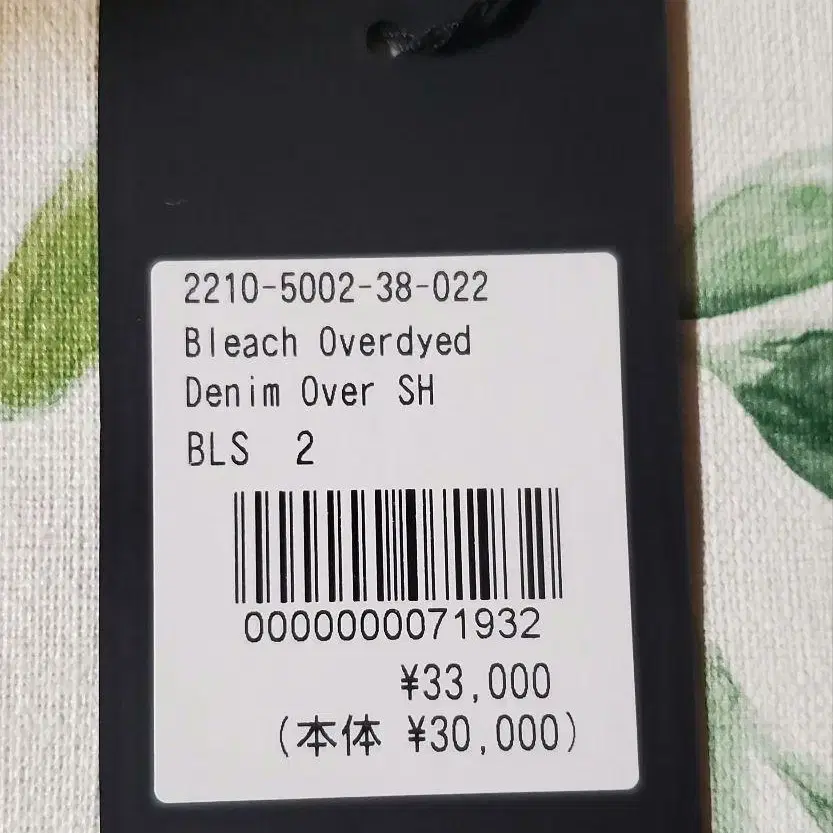 2210-5002-38-022
Bleach Overdyed
Denim Over SH
BLS 2
0000000071932
¥33,000
(本体 ¥30,000)